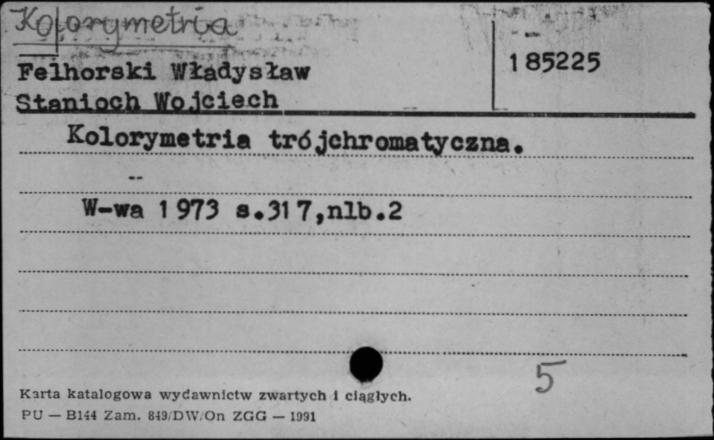 Kolorymetria
Felhorski Władysław
185225
Stanioch Wojciech
Kolorymetria trójchromatyczna.
--
W-wa 1973 s.317,nlb.2
5
Karta katalogowa wydawnictw zwartych i ciągłych.
PU — B144 Zam. 849/DW/On ZGG — 1991